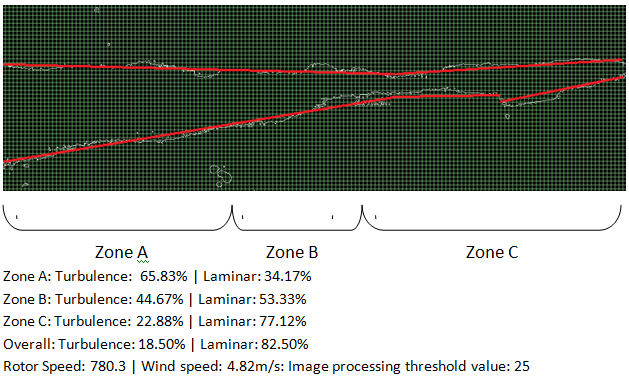 Zone A Zone B Zone C
Zone A: Turbulence: 65.83% | Laminar: 34.17%
Zone B: Turbulence: 44.67% | Laminar: 53.33%
Zone C: Turbulence: 22.88% | Laminar: 77.12%
Overall: Turbulence: 18.50% | Laminar: 82.50%
Rotor Speed: 780.3 | Wind speed: 4.82m/s: Image processing threshold value: 25